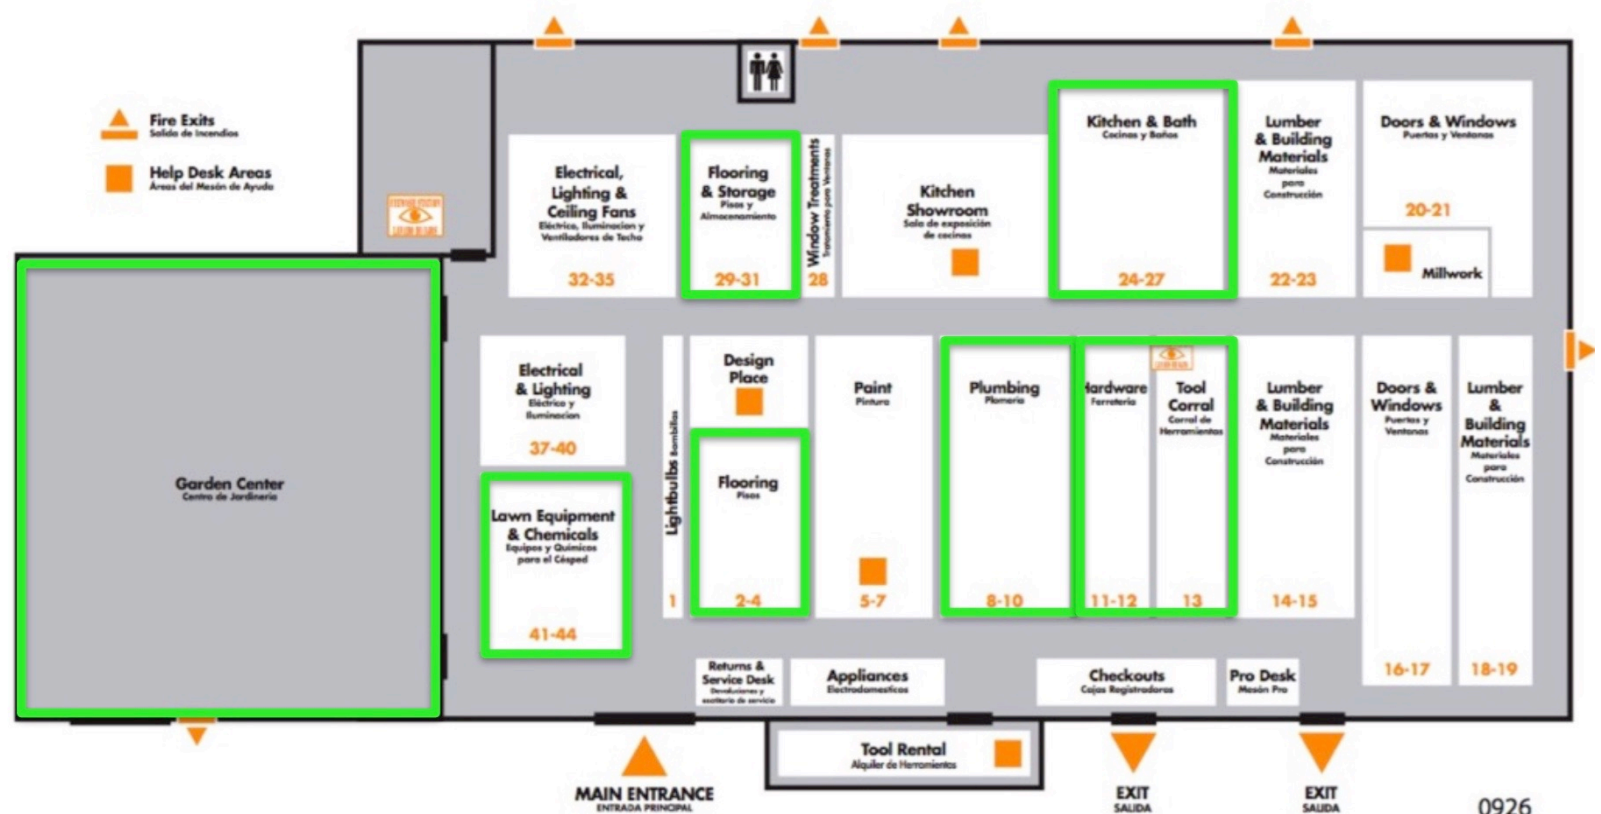 Fire Exits
Salida de Incendios
Help Desk Areas
Áreas del Mesón de Ayuda
Electrical,
Lighting &
Ceiling Fans
Eléctrico, Iluminacion y
Ventiladores de Techo
32-35
Flooring
& Storage
Pisos y
Almacenamiento
29-31
Window Treatments
Tratamiento para Ventanas
28
Kitchen
Showroom
Sala de exposición
de cocinas
Kitchen & Bath
Cocinas y Baños
24-27
Lumber
& Building
Materials
Materiales
para
Construcción
22-23
Doors & Windows
Puertas y Ventanas
20-21
Millwork
Garden Center
Centro de Jardinería
Electrical
& Lighting
Eléctrico y
Iluminacion
37-40
Lawn Equipment
& Chemicals
Equipos y Químicos
para el Césped
41-44
Lightbulbs Bombillos
1
Design
Place
Flooring
Pisos
2-4
Paint
Pintura
5-7
Plumbing
Plomería
8-10
Hardware
Ferretería
11-12
Tool
Corral
Corral de
Herramientas
13
Lumber
& Building
Materials
Materiales
para
Construcción
14-15
Doors &
Windows
Puertas y
Ventanas
16-17
Lumber
&
Building
Materials
Materiales
para
Construcción
18-19
Returns &
Service Desk
Devoluciones y
escritorio de servicio
Appliances
Electrodomesticos
Checkouts
Cajas Registradoras
Pro Desk
Mesón Pro
Tool Rental
Alquiler de Herramientas
MAIN ENTRANCE
ENTRADA PRINCIPAL
EXIT
SALIDA
EXIT
SALIDA
0926